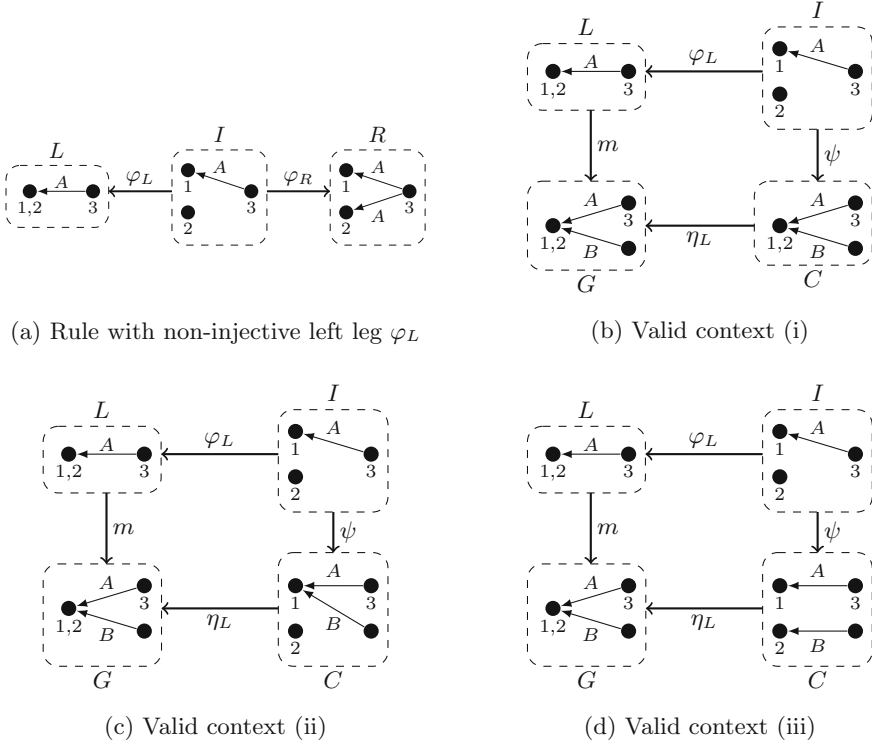 L
φ_L
I
φ_R
R
A
1,2
3
A
1
2
3
A
1
A
2
3
(a) Rule with non-injective left leg φ_L
L
φ_L
I
A
1,2
3
A
1
2
3
m
ψ
A
1,2
B
3
η_L
A
1,2
B
3
G
C
(b) Valid context (i)
L
φ_L
I
A
1,2
3
A
1
2
3
m
ψ
A
1,2
B
3
η_L
A
1
B
2
3
G
C
(c) Valid context (ii)
L
φ_L
I
A
1,2
3
A
1
2
3
m
ψ
A
1,2
B
3
η_L
A
1
3
B
2
G
C
(d) Valid context (iii)